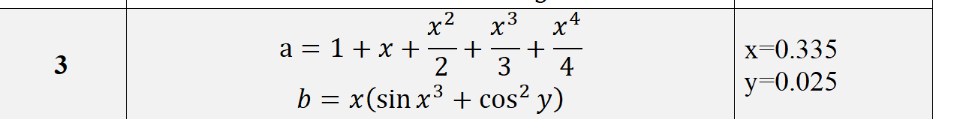 3
a = 1 + x + x²/2 + x³/3 + x⁴/4
b = x(sin x³ + cos² y)
x=0.335
y=0.025